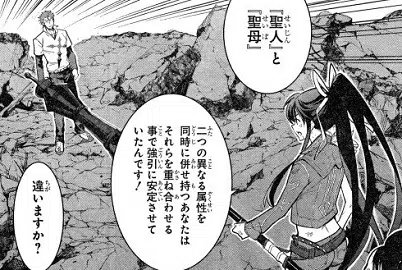 『聖人』と
『聖母』
二つの異なる属性を
同時に併せ持つあなたは
それらを重ね合わせる
事で強引に安定させて
いたんです!
違いますか?